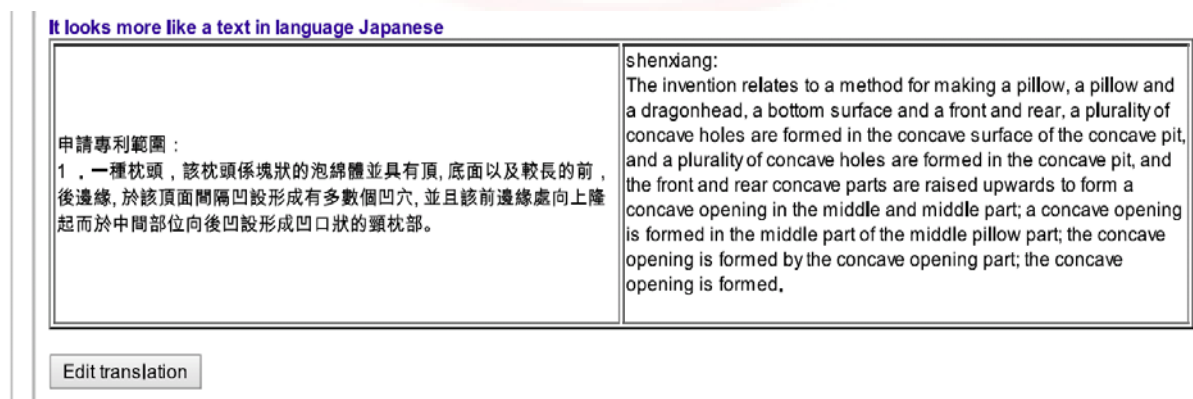 It looks more like a text in language Japanese
申請專利範圍：
1 ．一種枕頭，該枕頭係塊狀的泡綿體並具有頂, 底面以及較長的前，
後邊緣, 於該頂面間隔凹設形成有多數個凹穴, 並且該前邊緣處向上隆
起而於中間部位向後凹設形成凹口狀的頸枕部。
shenxiang:
The invention relates to a method for making a pillow, a pillow and
a dragonhead, a bottom surface and a front and rear, a plurality of
concave holes are formed in the concave surface of the concave pit,
and a plurality of concave holes are formed in the concave pit, and
the front and rear concave parts are raised upwards to form a
concave opening in the middle and middle part; a concave opening
is formed in the middle part of the middle pillow part; the concave
opening is formed by the concave opening part; the concave
opening is formed.
Edit translation